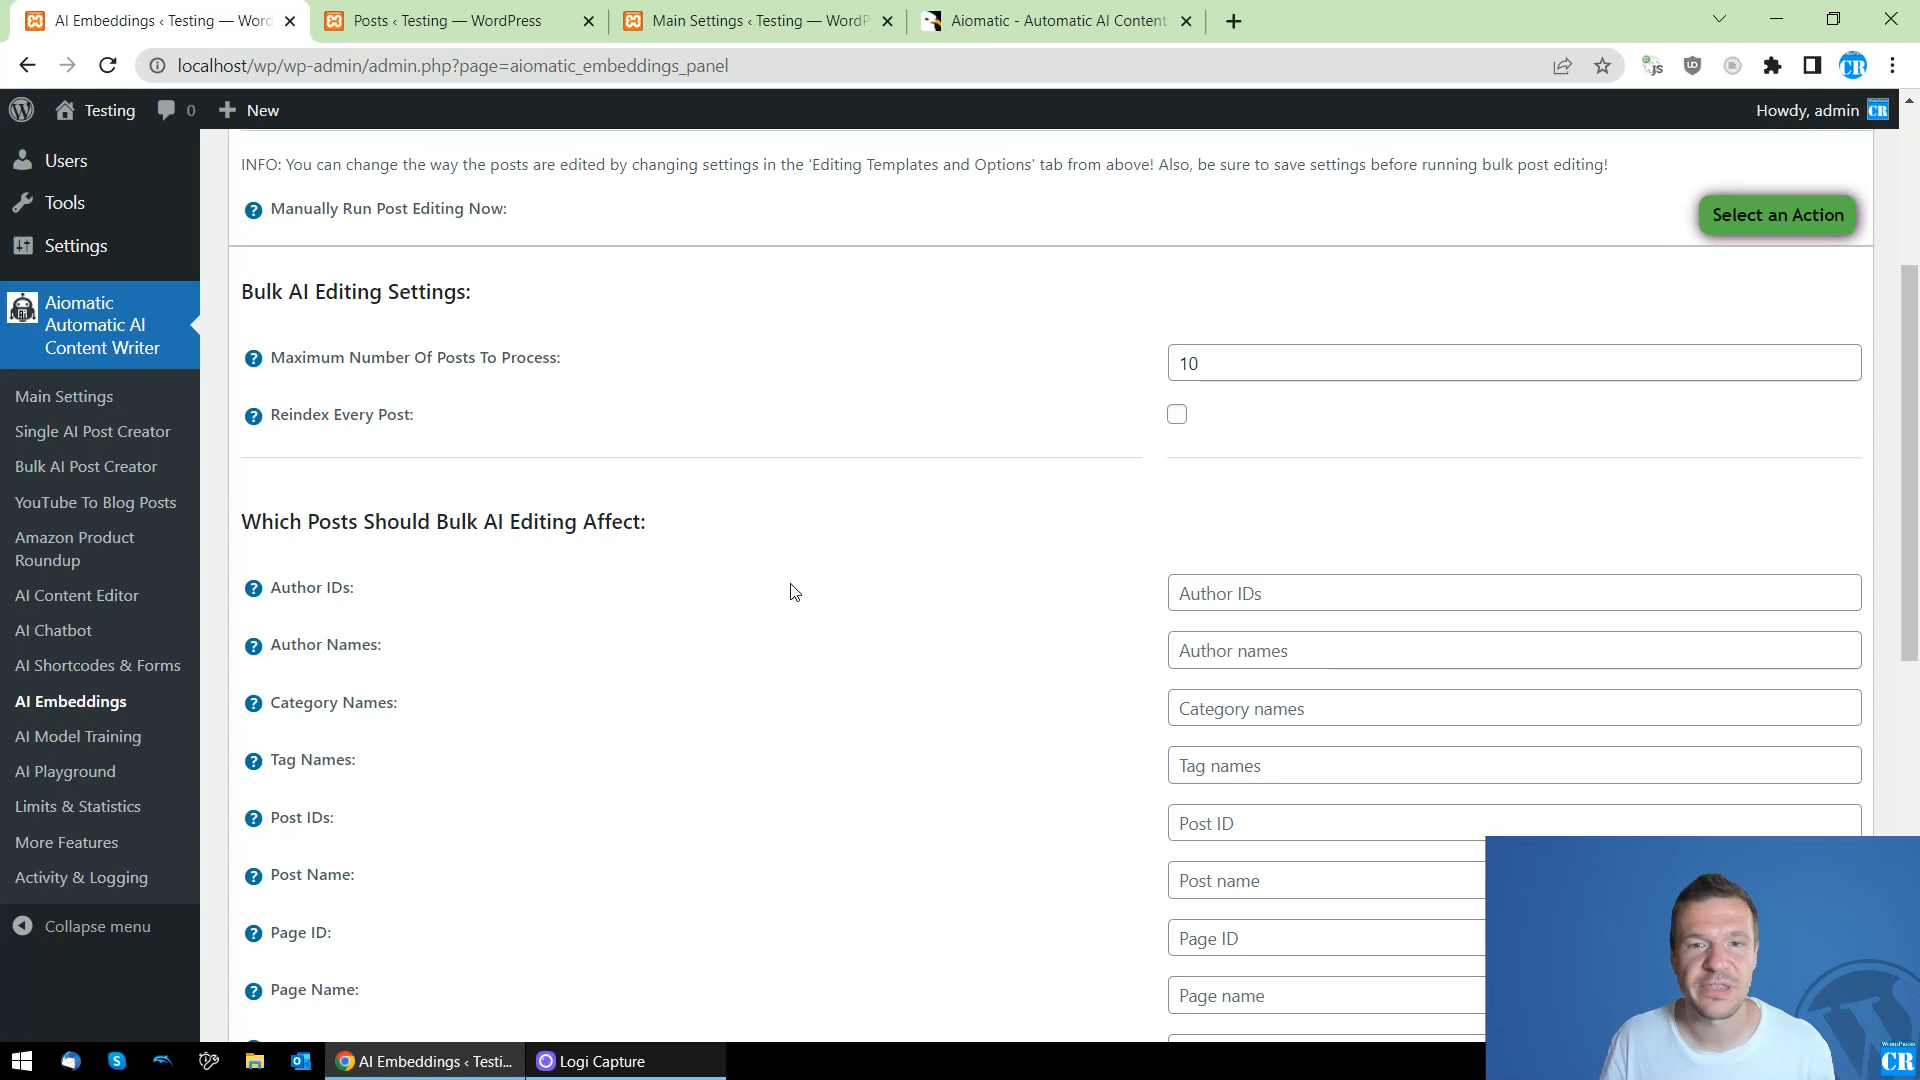 AI Embeddings ‹ Testing — Word
Posts ‹ Testing — WordPress
Main Settings ‹ Testing — WordP
Aiomatic - Automatic AI Content
localhost/wp/wp-admin/admin.php?page=aiomatic_embeddings_panel
Testing
0
New
Howdy, admin
CR
Users
Tools
Settings
Aiomatic
Automatic AI
Content Writer
Main Settings
Single AI Post Creator
Bulk AI Post Creator
YouTube To Blog Posts
Amazon Product
Roundup
AI Content Editor
AI Chatbot
AI Shortcodes & Forms
AI Embeddings
AI Model Training
AI Playground
Limits & Statistics
More Features
Activity & Logging
Collapse menu
INFO: You can change the way the posts are edited by changing settings in the 'Editing Templates and Options' tab from above! Also, be sure to save settings before running bulk post editing!
Manually Run Post Editing Now:
Select an Action
Bulk AI Editing Settings:
Maximum Number Of Posts To Process:
10
Reindex Every Post:
Which Posts Should Bulk AI Editing Affect:
Author IDs:
Author IDs
Author Names:
Author names
Category Names:
Category names
Tag Names:
Tag names
Post IDs:
Post ID
Post Name:
Post name
Page ID:
Page ID
Page Name:
Page name
AI Embeddings ‹ Testi...
Logi Capture
WORDPRESS
CR